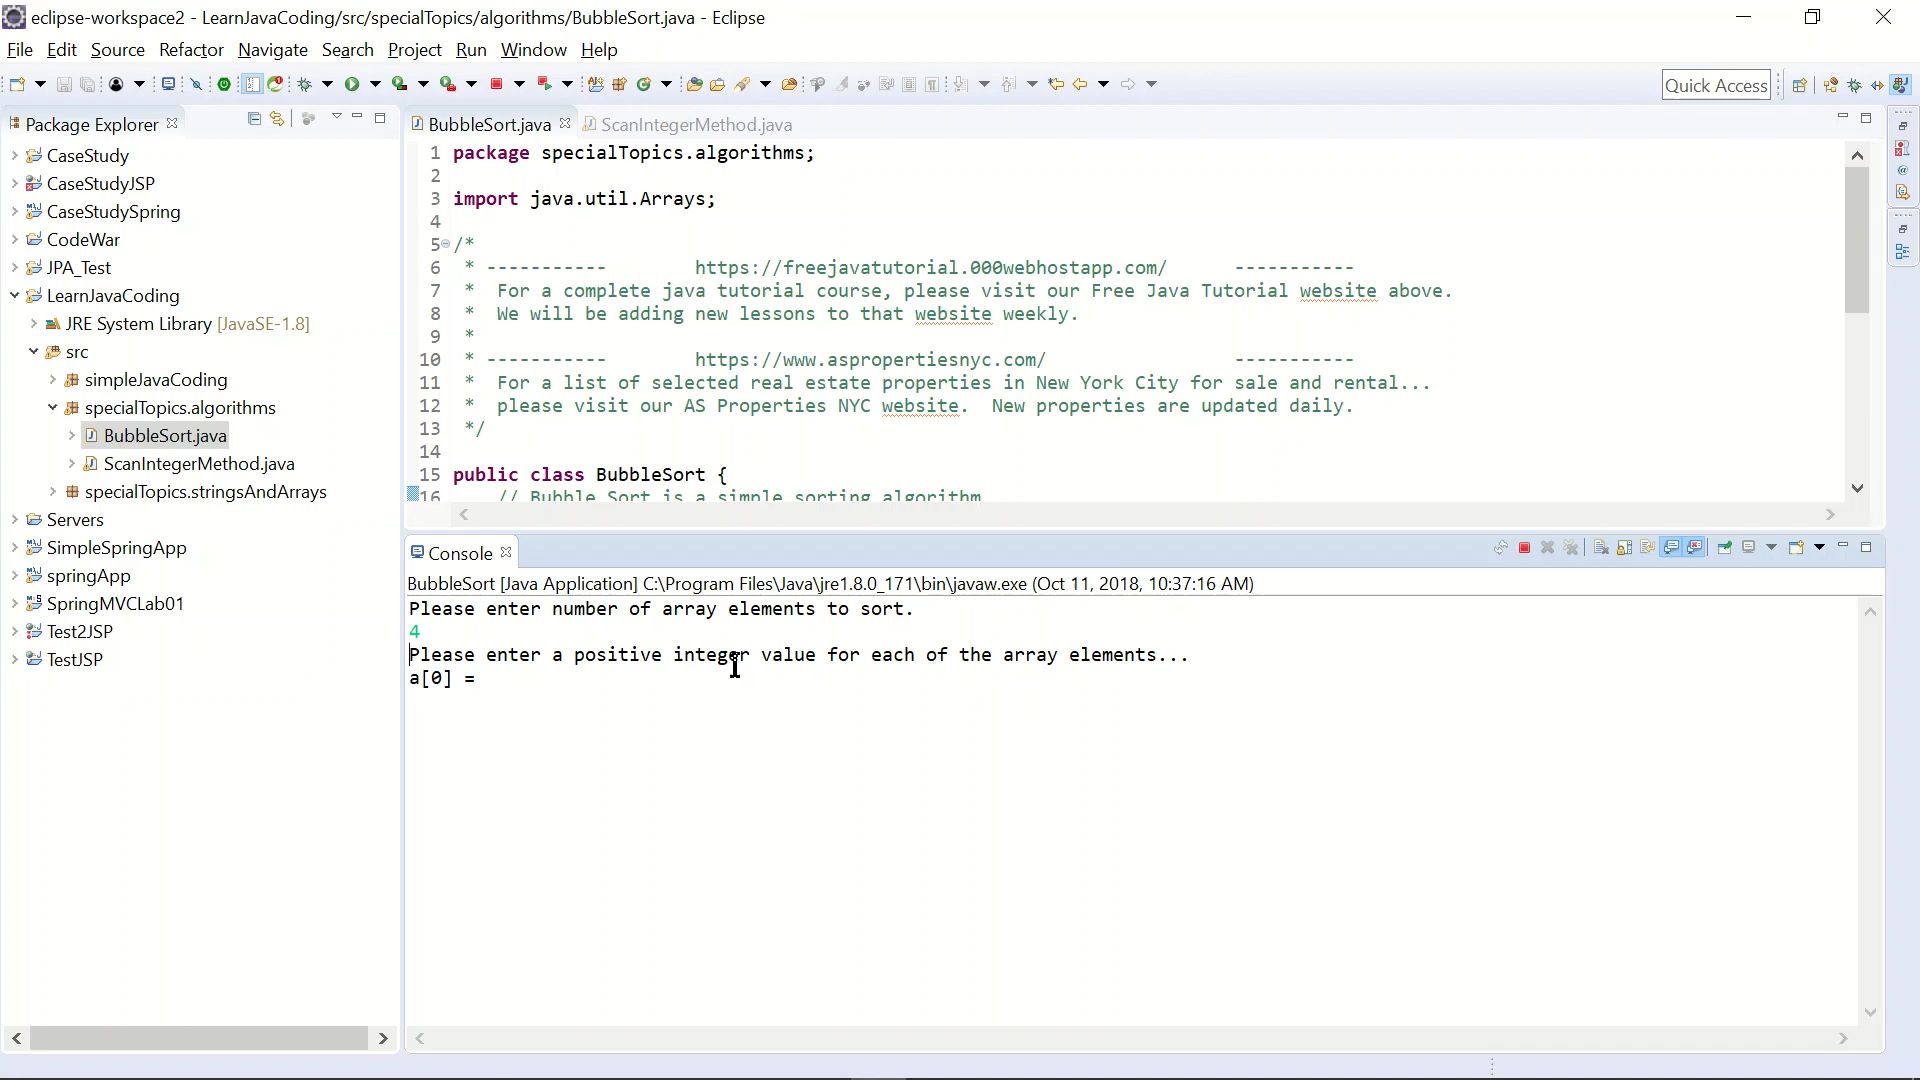 eclipse-workspace2 - LearnJavaCoding/src/specialTopics/algorithms/BubbleSort.java - Eclipse
File Edit Source Refactor Navigate Search Project Run Window Help
Quick Access
Package Explorer
CaseStudy
CaseStudyJSP
CaseStudySpring
CodeWar
JPA_Test
LearnJavaCoding
JRE System Library [JavaSE-1.8]
src
simpleJavaCoding
specialTopics.algorithms
BubbleSort.java
ScanIntegerMethod.java
specialTopics.stringsAndArrays
Servers
SimpleSpringApp
springApp
SpringMVCLab01
Test2JSP
TestJSP
BubbleSort.java ScanIntegerMethod.java
1 package specialTopics.algorithms;
2
3 import java.util.Arrays;
4
5 /*
6 * ----------- https://freejavatutorial.000webhostapp.com/ -----------
7 * For a complete java tutorial course, please visit our Free Java Tutorial website above.
8 * We will be adding new lessons to that website weekly.
9 *
10 * ----------- https://www.aspropertiesnyc.com/ -----------
11 * For a list of selected real estate properties in New York City for sale and rental...
12 * please visit our AS Properties NYC website. New properties are updated daily.
13 */
14
15 public class BubbleSort {
16 // Bubble Sort is a simple sorting algorithm
Console
BubbleSort [Java Application] C:\Program Files\Java\jre1.8.0_171\bin\javaw.exe (Oct 11, 2018, 10:37:16 AM)
Please enter number of array elements to sort.
4
Please enter a positive integer value for each of the array elements...
a[0] =